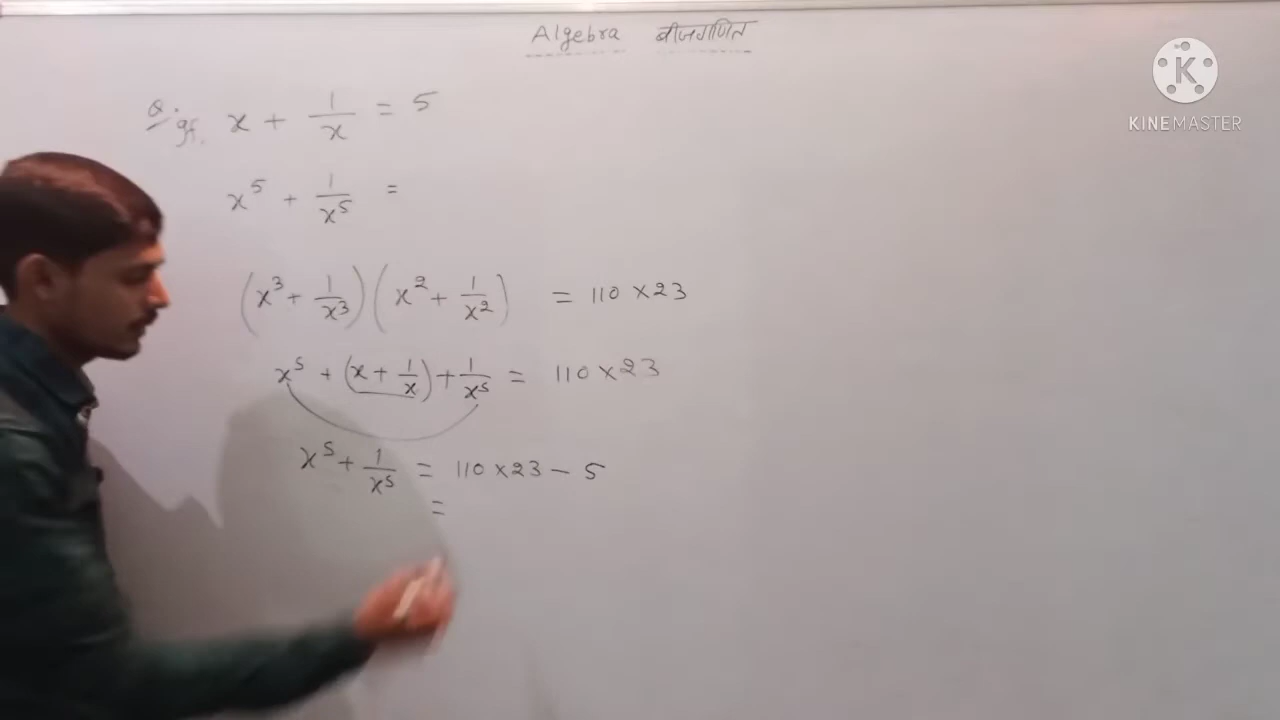 Algebra बीजगणित
Q. If, x + 1/x = 5
x⁵ + 1/x⁵ =
(x³ + 1/x³)(x² + 1/x²) = 110 × 23
x⁵ + (x + 1/x) + 1/x⁵ = 110 × 23
x⁵ + 1/x⁵ = 110 × 23 − 5
=
K
KINEMASTER